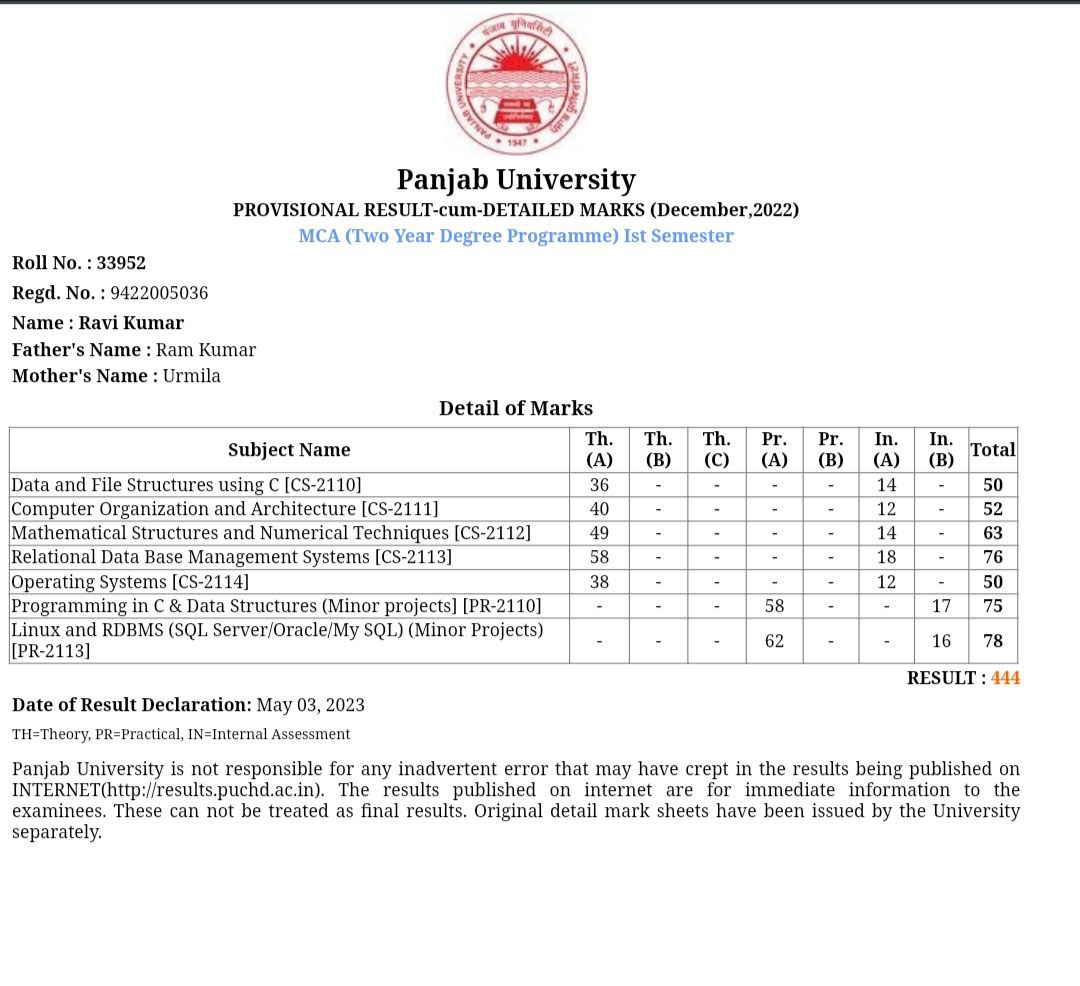 पंजाब यूनिवर्सिटी
PANJAB UNIVERSITY
ਪੰਜਾਬ ਯੂਨੀਵਰਸਿਟੀ
1947
Panjab University
PROVISIONAL RESULT-cum-DETAILED MARKS (December,2022)
MCA (Two Year Degree Programme) Ist Semester
Roll No. : 33952
Regd. No. : 9422005036
Name : Ravi Kumar
Father's Name : Ram Kumar
Mother's Name : Urmila
Detail of Marks
Subject Name Th. (A) Th. (B) Th. (C) Pr. (A) Pr. (B) In. (A) In. (B) Total
Data and File Structures using C [CS-2110] 36 - - - - 14 - 50
Computer Organization and Architecture [CS-2111] 40 - - - - 12 - 52
Mathematical Structures and Numerical Techniques [CS-2112] 49 - - - - 14 - 63
Relational Data Base Management Systems [CS-2113] 58 - - - - 18 - 76
Operating Systems [CS-2114] 38 - - - - 12 - 50
Programming in C & Data Structures (Minor projects] [PR-2110] - - - 58 - - 17 75
Linux and RDBMS (SQL Server/Oracle/My SQL) (Minor Projects)
[PR-2113] - - - 62 - - 16 78
RESULT : 444
Date of Result Declaration: May 03, 2023
TH=Theory, PR=Practical, IN=Internal Assessment
Panjab University is not responsible for any inadvertent error that may have crept in the results being published on
INTERNET(http://results.puchd.ac.in). The results published on internet are for immediate information to the
examinees. These can not be treated as final results. Original detail mark sheets have been issued by the University
separately.